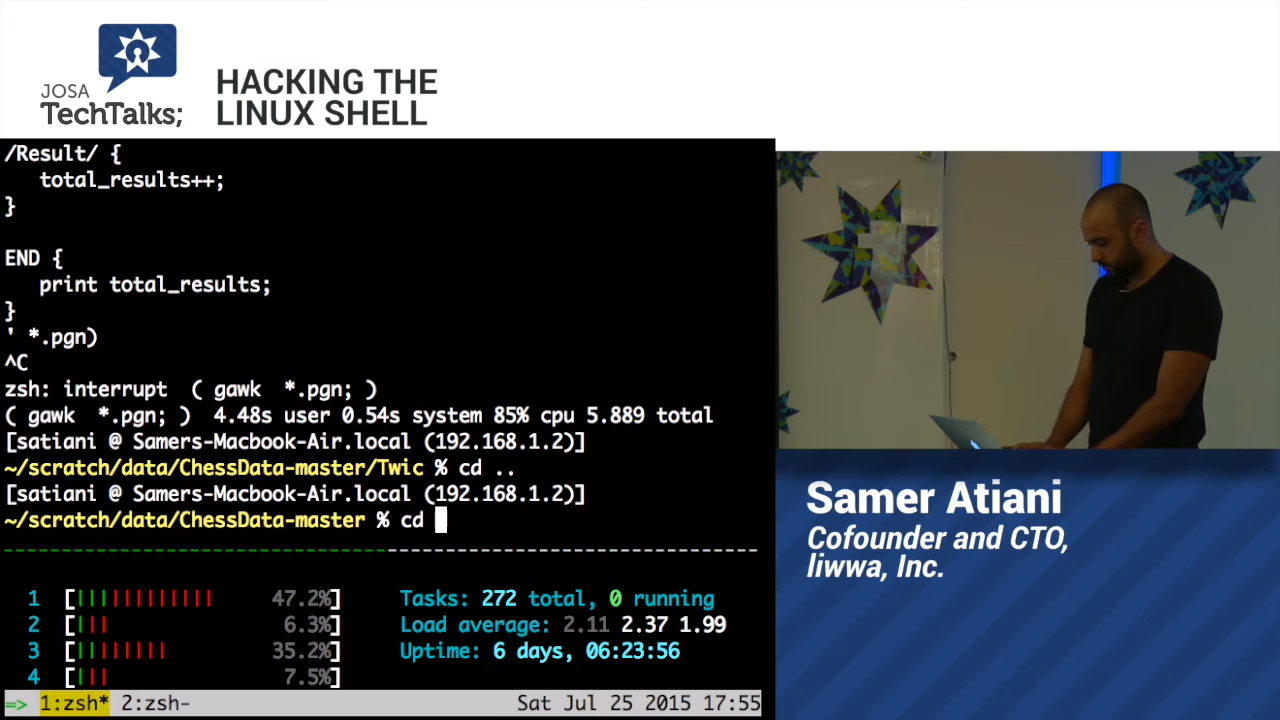 JOSA
TechTalks;
HACKING THE
LINUX SHELL
/Result/ {
total_results++;
}
END {
print total_results;
}
' *.pgn)
^C
zsh: interrupt  ( gawk  *.pgn; )
( gawk  *.pgn; )  4.48s user 0.54s system 85% cpu 5.889 total
[satiani @ Samers-Macbook-Air.local (192.168.1.2)]
~/scratch/data/ChessData-master/Twic % cd ..
[satiani @ Samers-Macbook-Air.local (192.168.1.2)]
~/scratch/data/ChessData-master % cd
1 [||||||||||||| 47.2%]
2 [||| 6.3%]
3 [|||||||| 35.2%]
4 [||| 7.5%]
Tasks: 272 total, 0 running
Load average: 2.11 2.37 1.99
Uptime: 6 days, 06:23:56
=> 1:zsh* 2:zsh-
Sat Jul 25 2015 17:55
Samer Atiani
Cofounder and CTO,
liwwa, Inc.